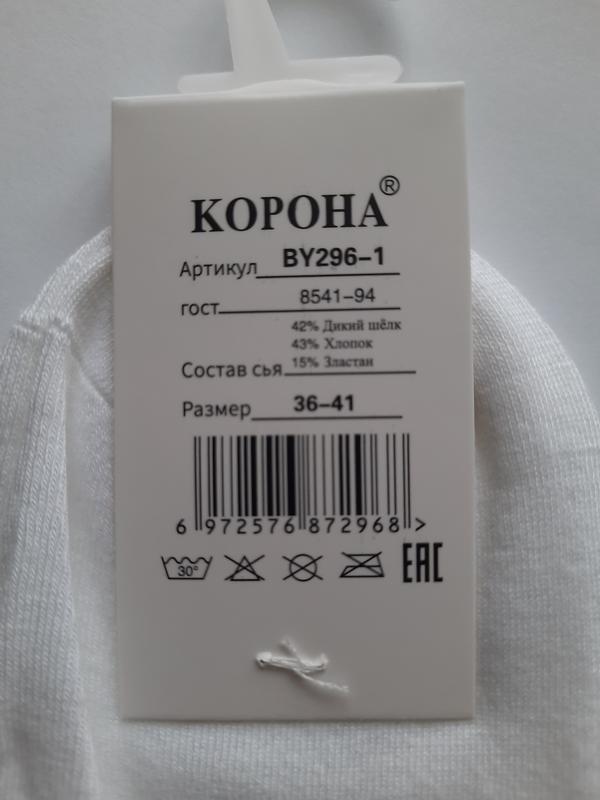 КОРОНА®
Артикул BY296-1
гост 8541-94
42% Дикий шёлк
43% Хлопок
Состав сья 15% Зластан
Размер 36-41
6 972576 872968 >
30°
EAC